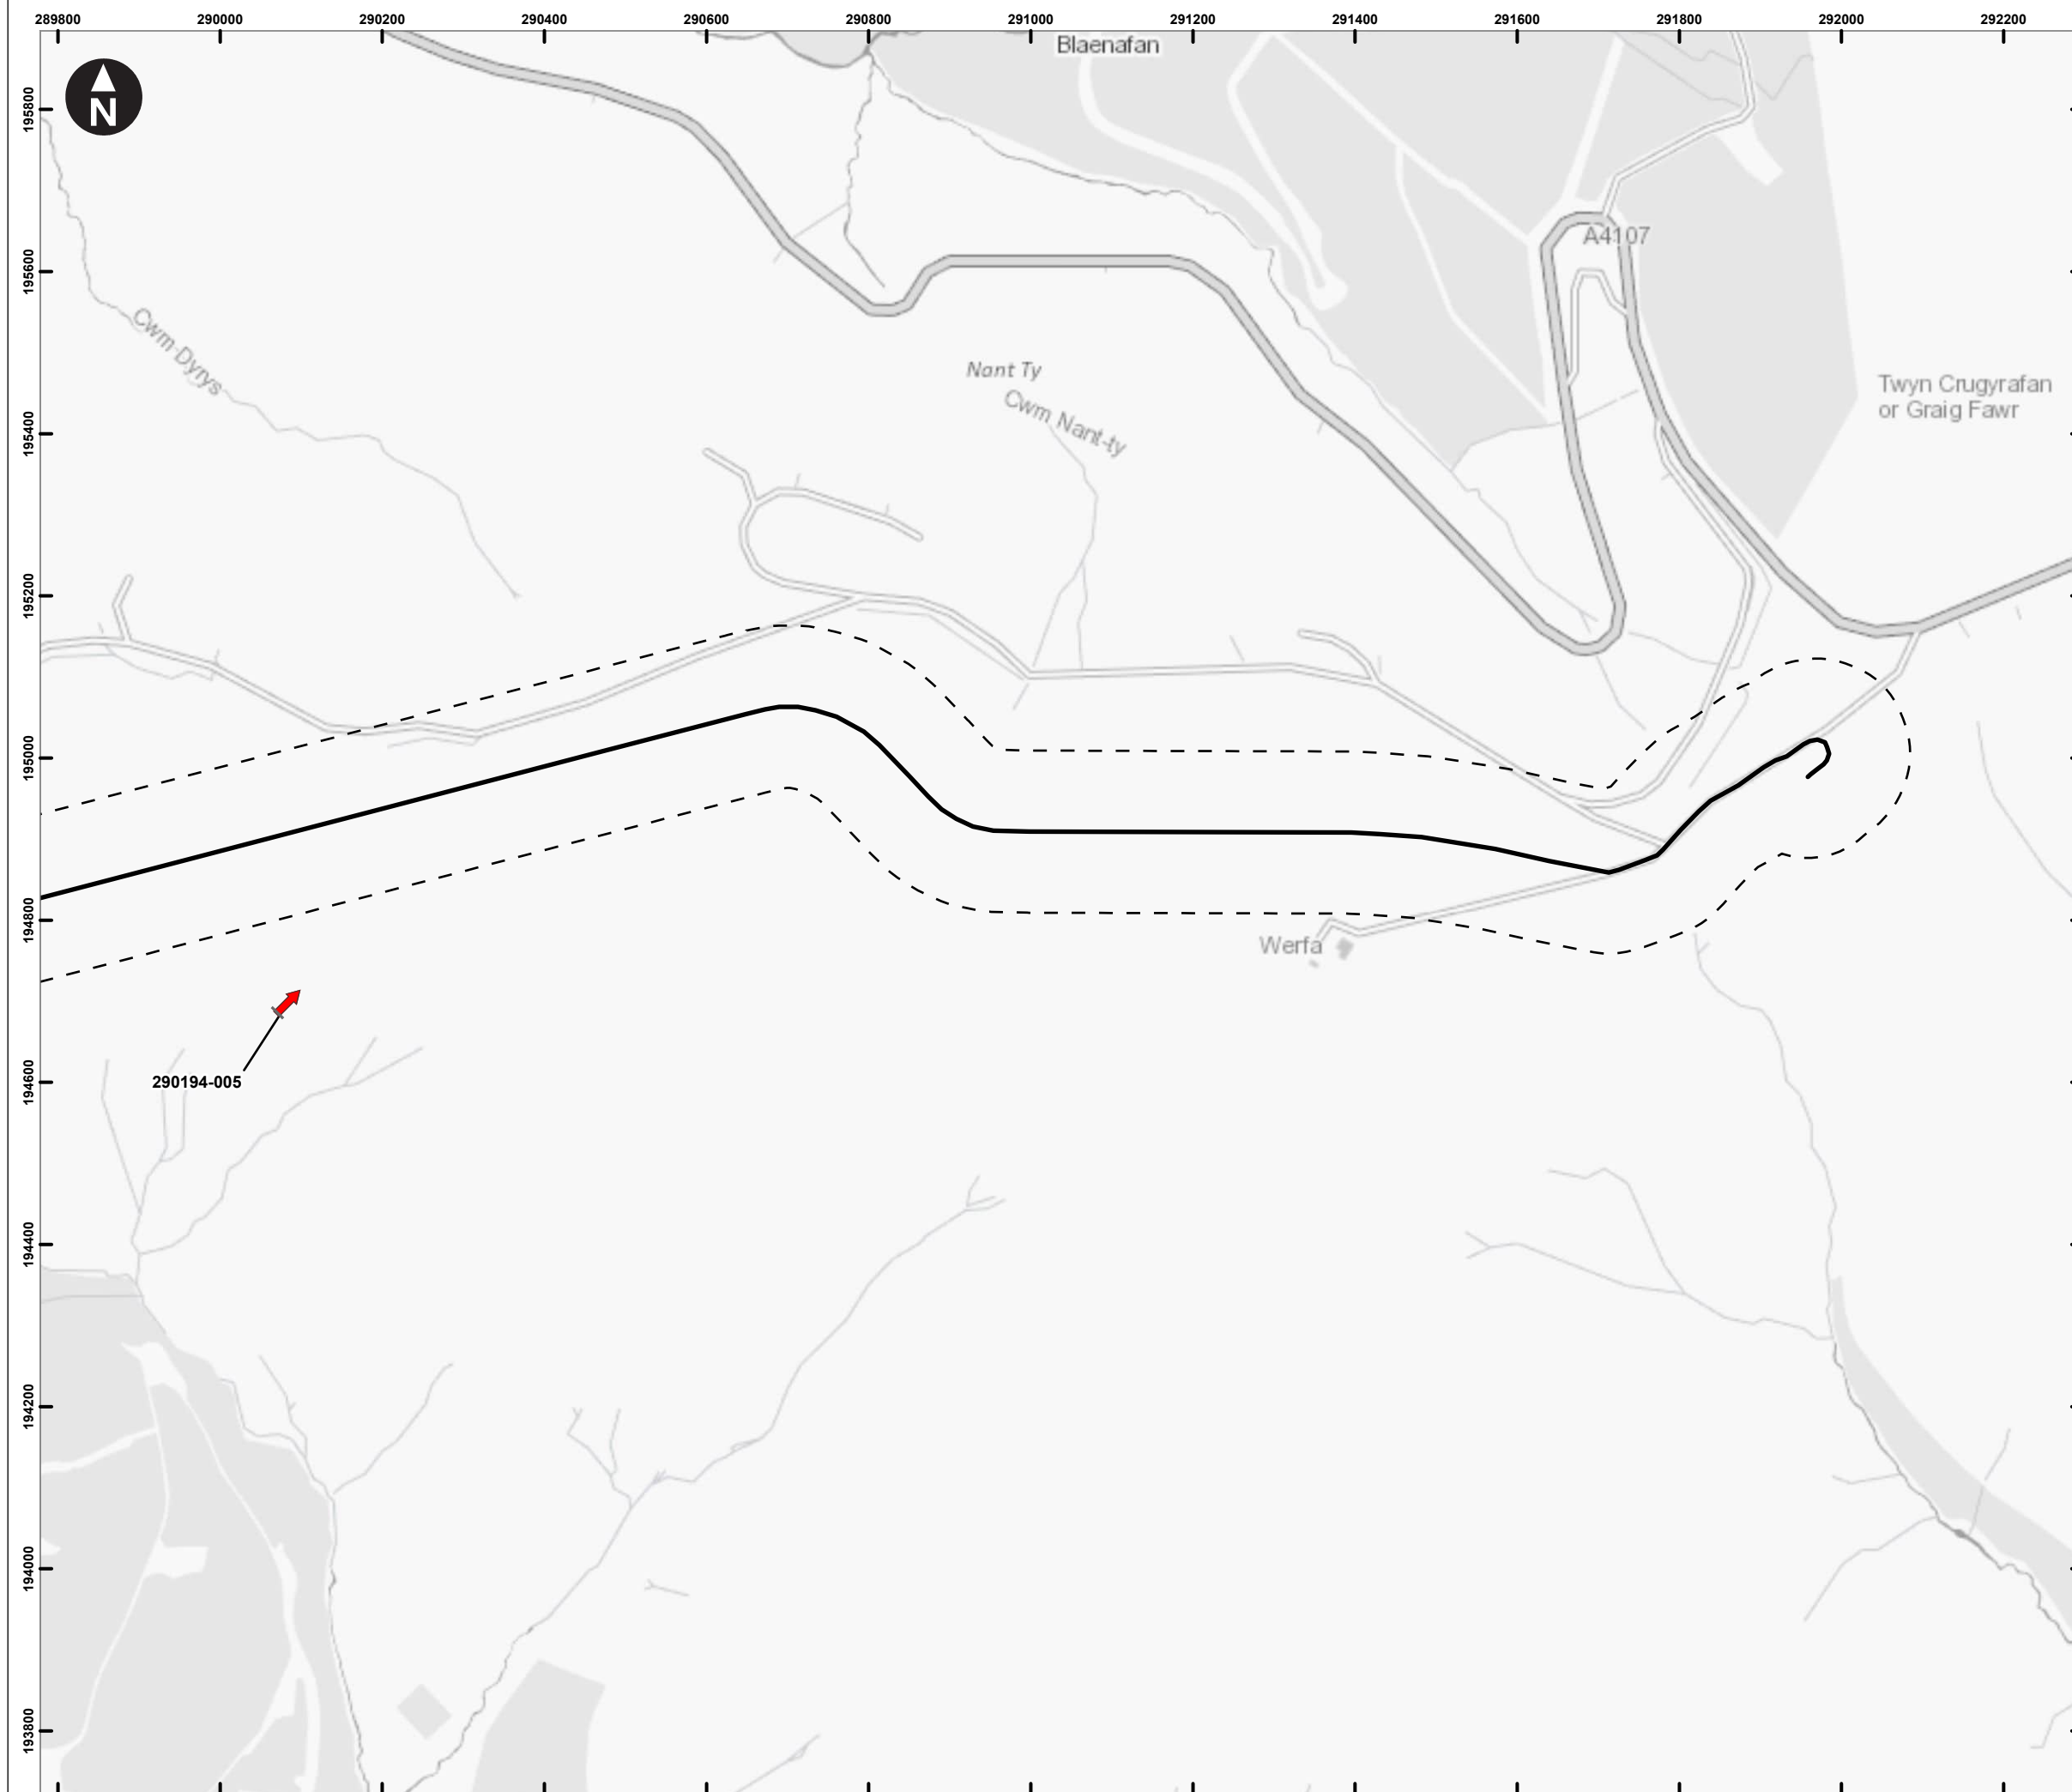 289800 290000 290200 290400 290600 290800 291000 291200 291400 291600 291800 292000 292200
Blaenafan
N
195800
A4107
195600
Cwm Dyrys
Nant Ty
Twyn Crugyrafan
or Graig Fawr
Cwm Nant-ty
195400
195200
195000
194800
Werfa
290194-005
194600
194400
194200
194000
193800